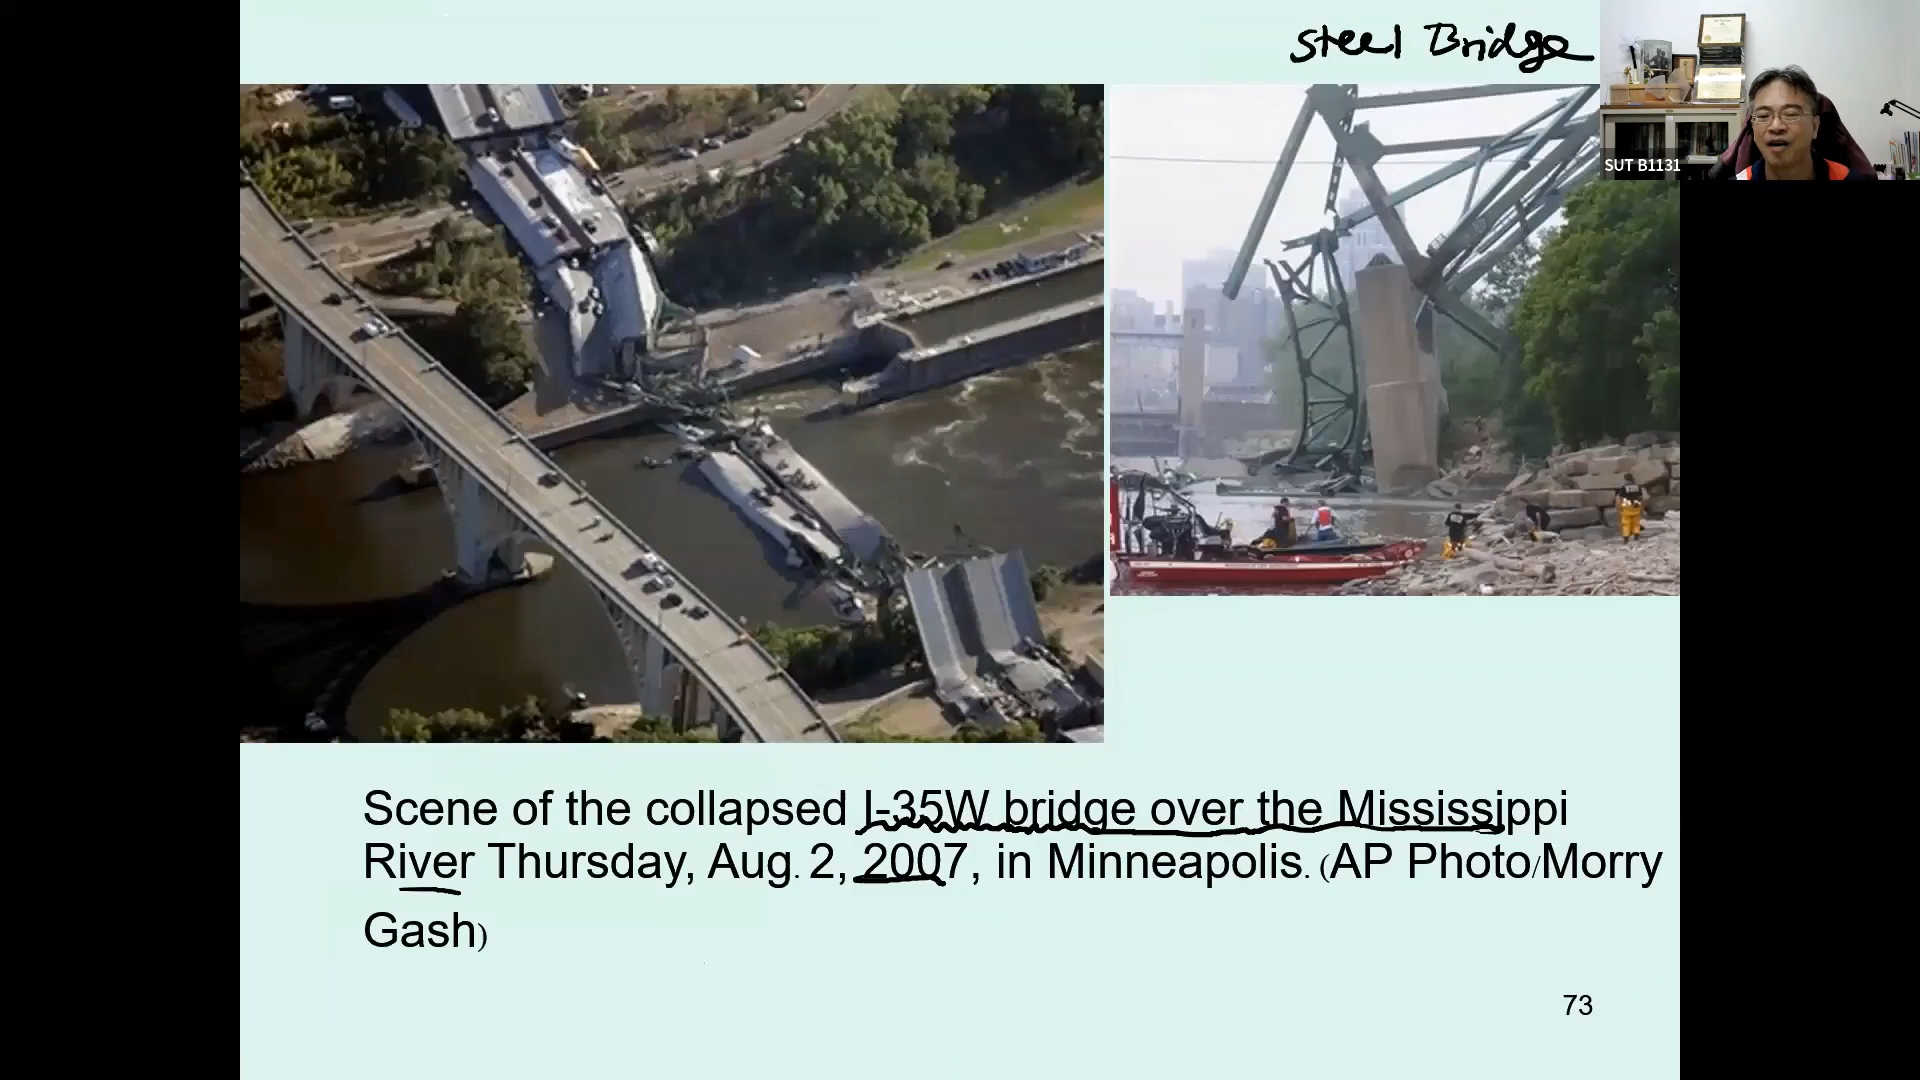 Steel Bridge
SUT B1131
Scene of the collapsed I-35W bridge over the Mississippi
River Thursday, Aug. 2, 2007, in Minneapolis. (AP Photo/Morry
Gash)
73